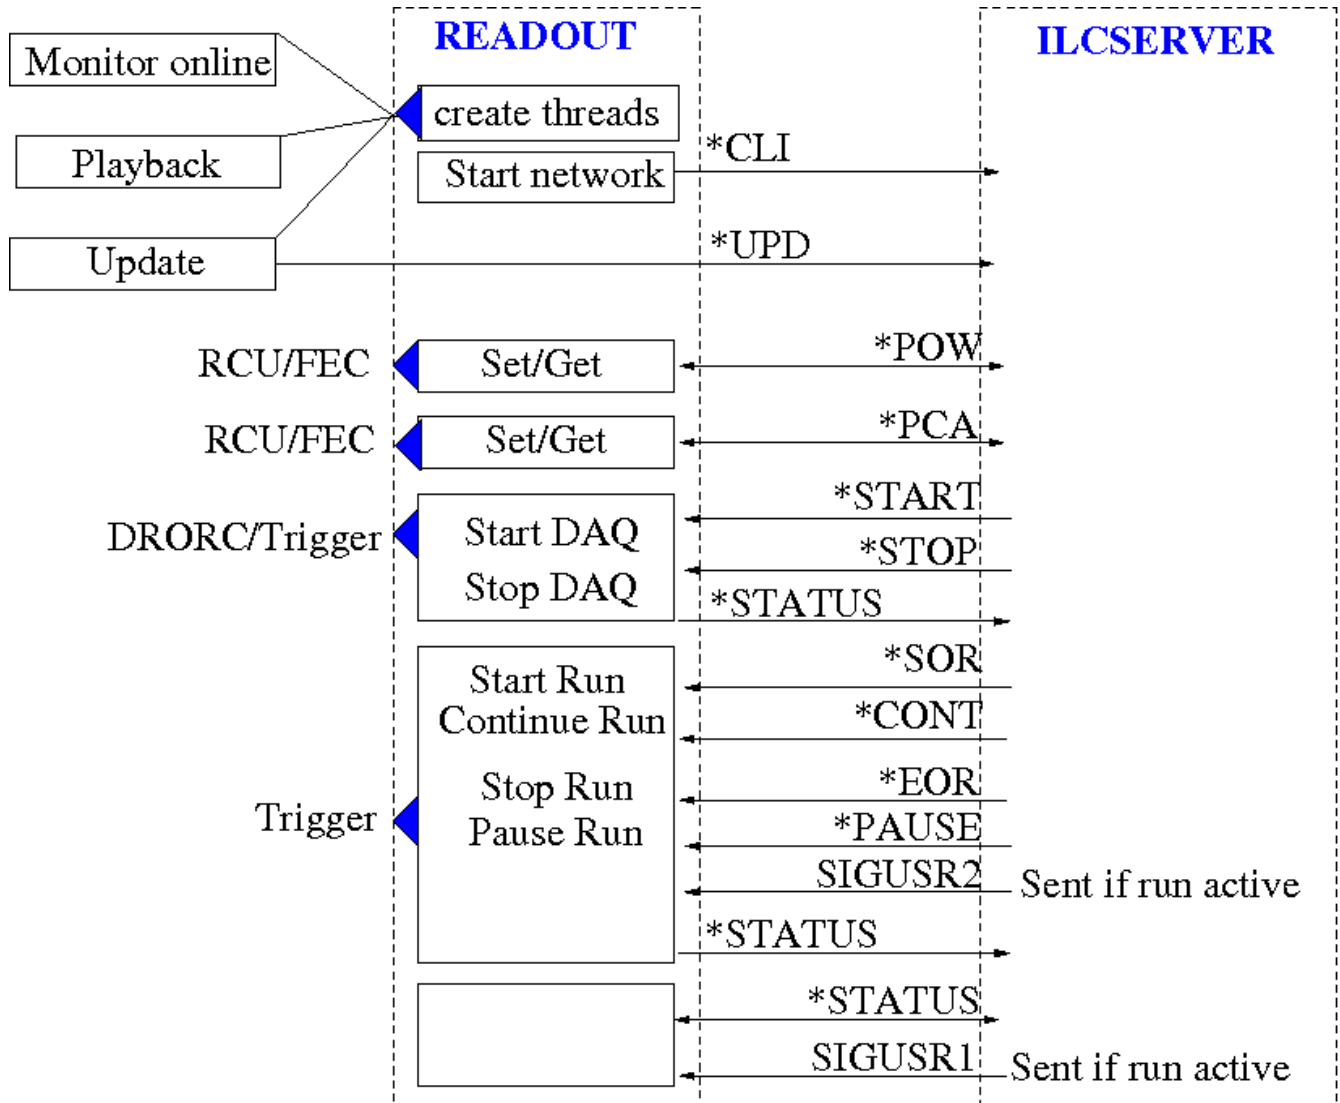 READOUT
ILCSERVER
Monitor online
create threads
*CLI
Playback
Start network
*UPD
Update
*POW
RCU/FEC
Set/Get
*PCA
RCU/FEC
Set/Get
*START
DRORC/Trigger
Start DAQ
*STOP
Stop DAQ
*STATUS
*SOR
Start Run
*CONT
Continue Run
*EOR
Stop Run
Trigger
*PAUSE
Pause Run
SIGUSR2
Sent if run active
*STATUS
*STATUS
SIGUSR1
Sent if run active